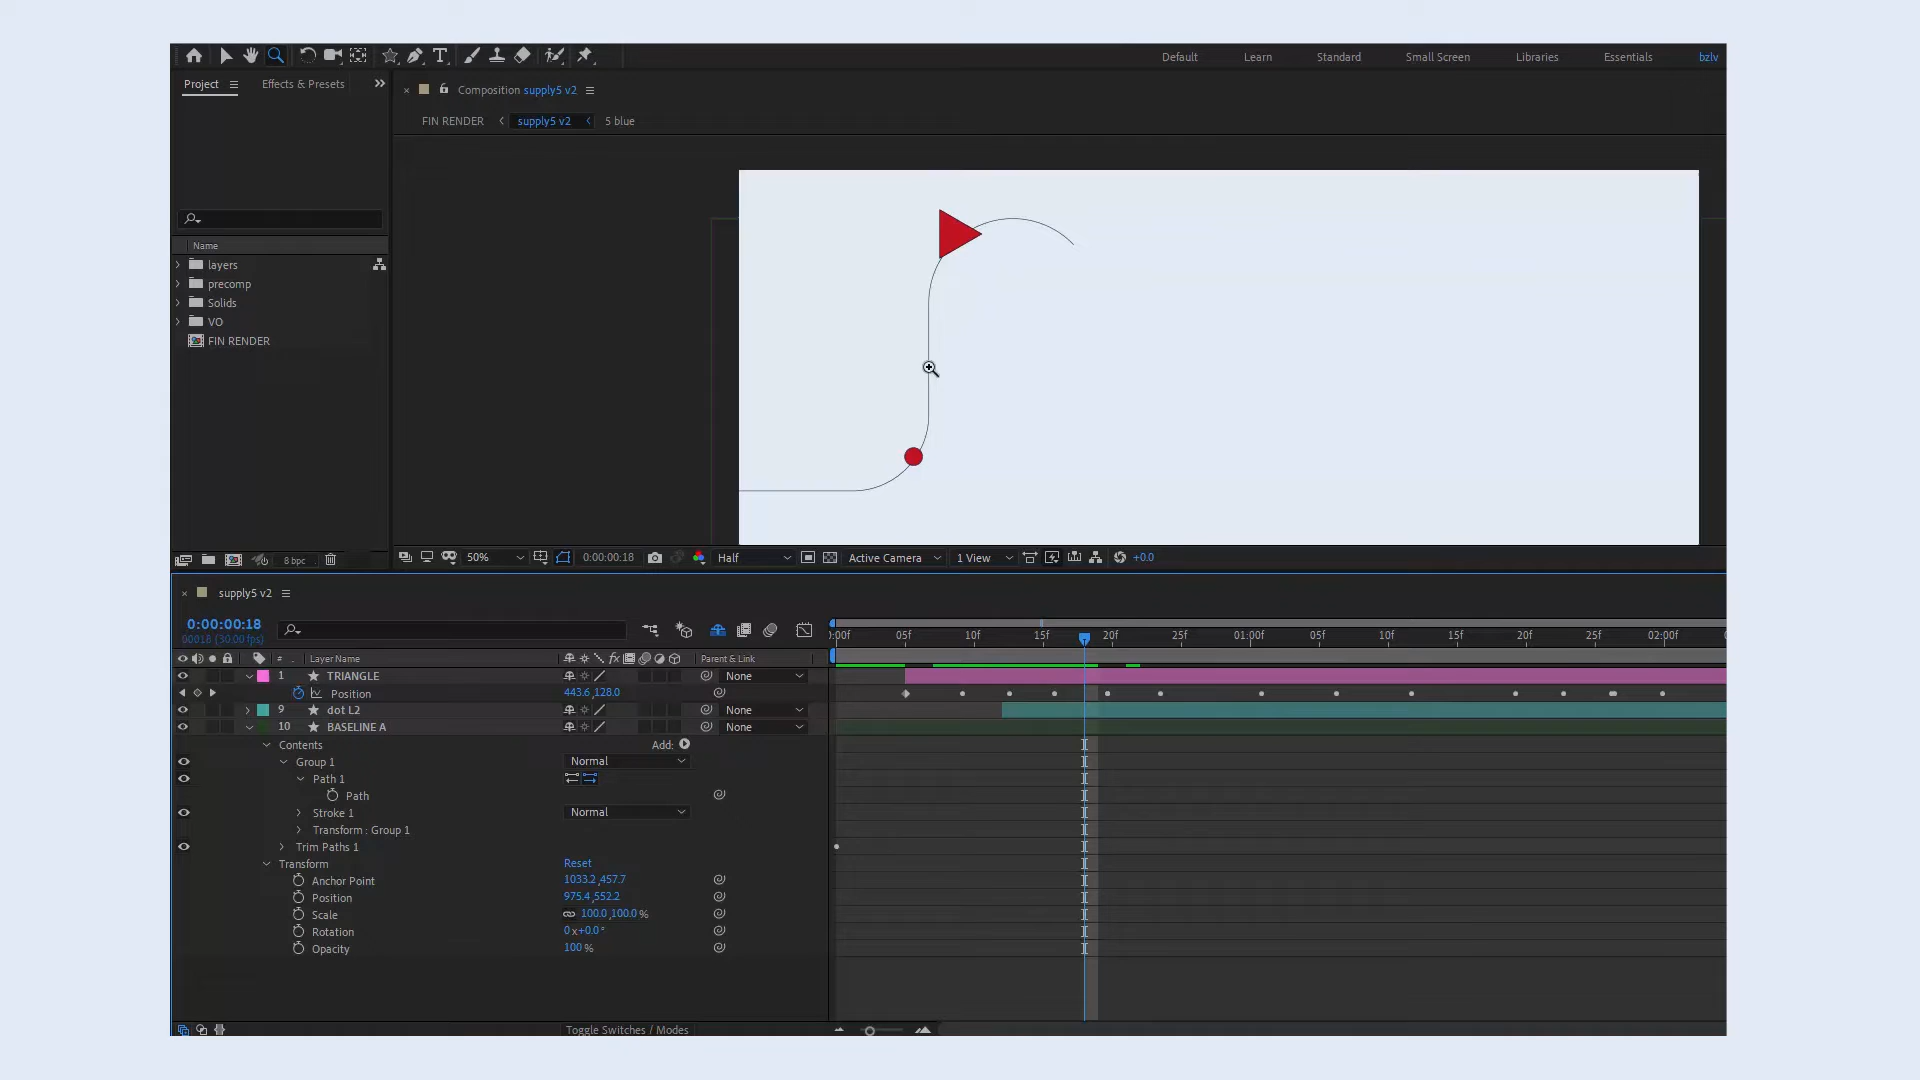 Default Learn Standard Small Screen Libraries Essentials bzlv
Project Effects & Presets
Composition supply5 v2
FIN RENDER supply5 v2 5 blue
Name
layers
precomp
Solids
VO
FIN RENDER
8 bpc
50% 0:00:00:18 Half Active Camera 1 View +0.0
supply5 v2
0:00:00:18
00018 (30.00 fps)
:00f 05f 10f 15f 20f 25f 01:00f 05f 10f 15f 20f 25f 02:00f
# Layer Name fx Parent & Link
1 TRIANGLE None
Position 443.6,128.0
9 dot L2 None
10 BASELINE A None
Contents Add:
Group 1 Normal
Path 1
Path
Stroke 1 Normal
Transform : Group 1
Trim Paths 1
Transform Reset
Anchor Point 1033.2,457.7
Position 975.4,552.2
Scale 100.0,100.0 %
Rotation 0x+0.0°
Opacity 100 %
Toggle Switches / Modes